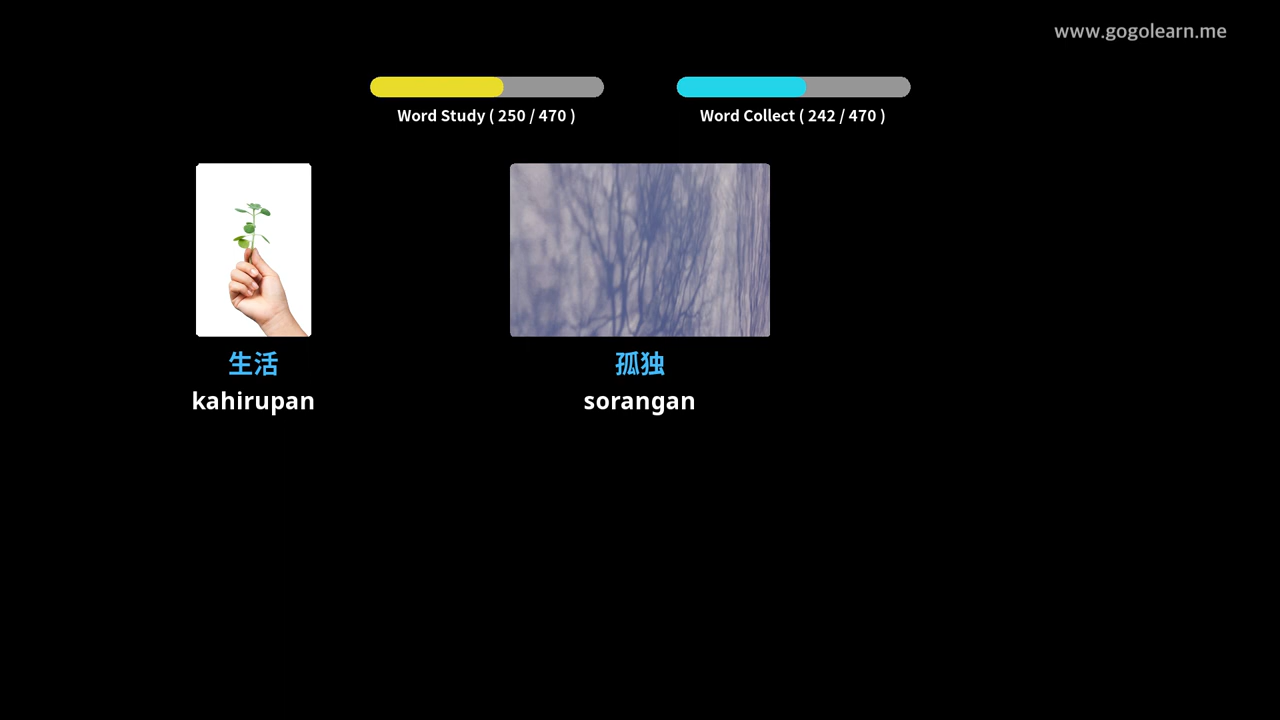 www.gogolearn.me
Word Study ( 250 / 470 )
Word Collect ( 242 / 470 )
生活
kahirupan
孤独
sorangan